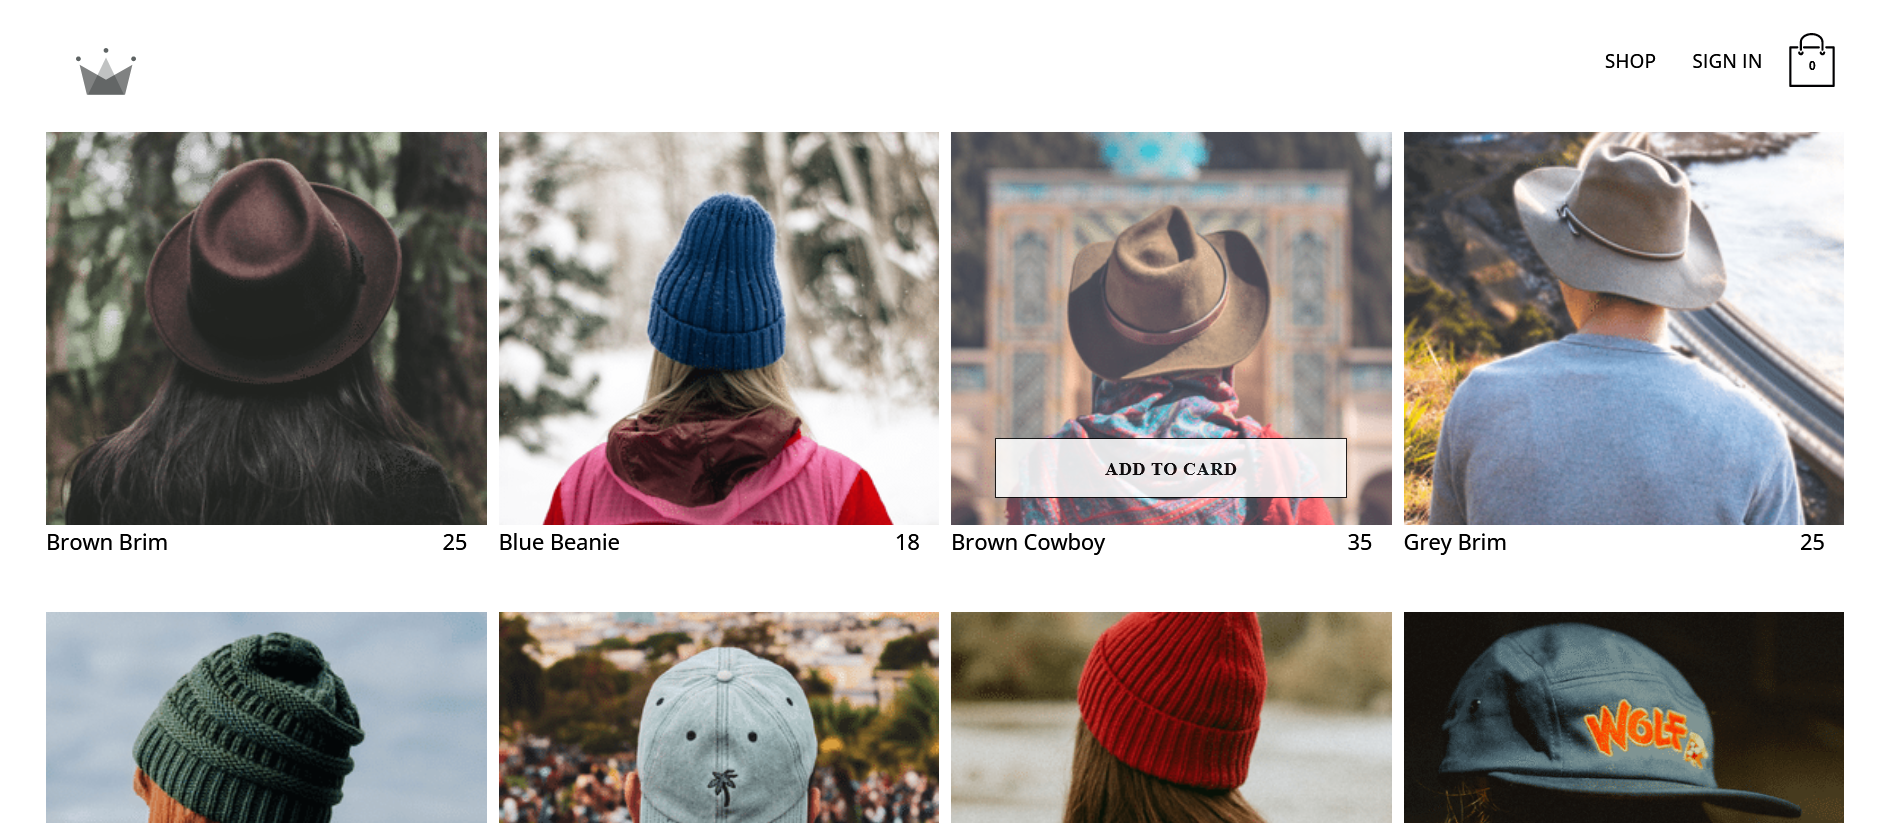 SHOP SIGN IN 0
ADD TO CARD
Brown Brim 25 Blue Beanie 18 Brown Cowboy 35 Grey Brim 25
WOLF